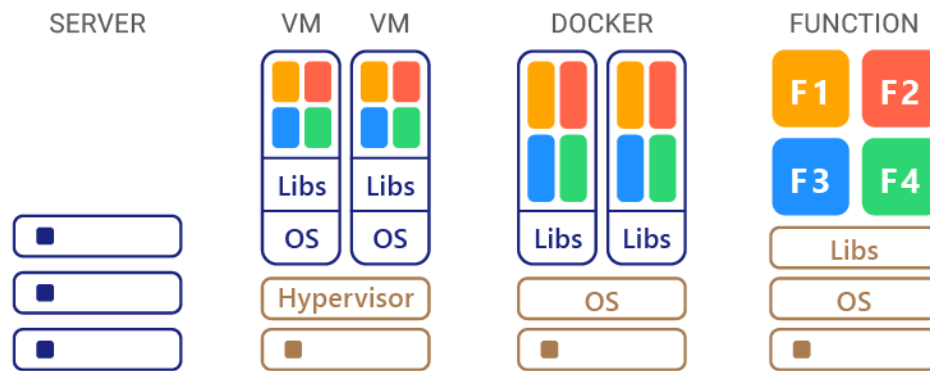 SERVER
VM VM
DOCKER
FUNCTION
F1 F2
F3 F4
Libs Libs
OS OS
Hypervisor
Libs Libs
OS
Libs
OS